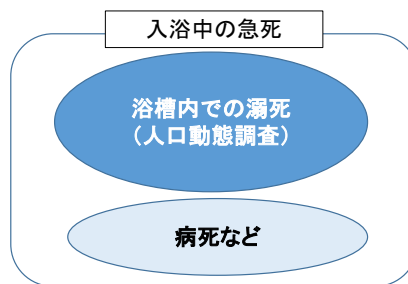 入浴中の急死
浴槽内での溺死
（人口動態調査）
病死など